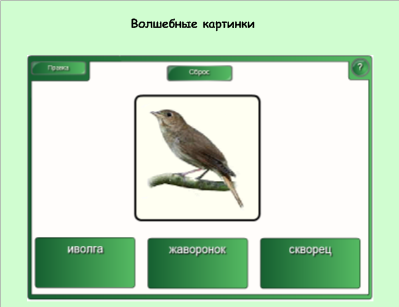 Волшебные картинки
Правка
Сброс
?
иволга
жаворонок
скворец